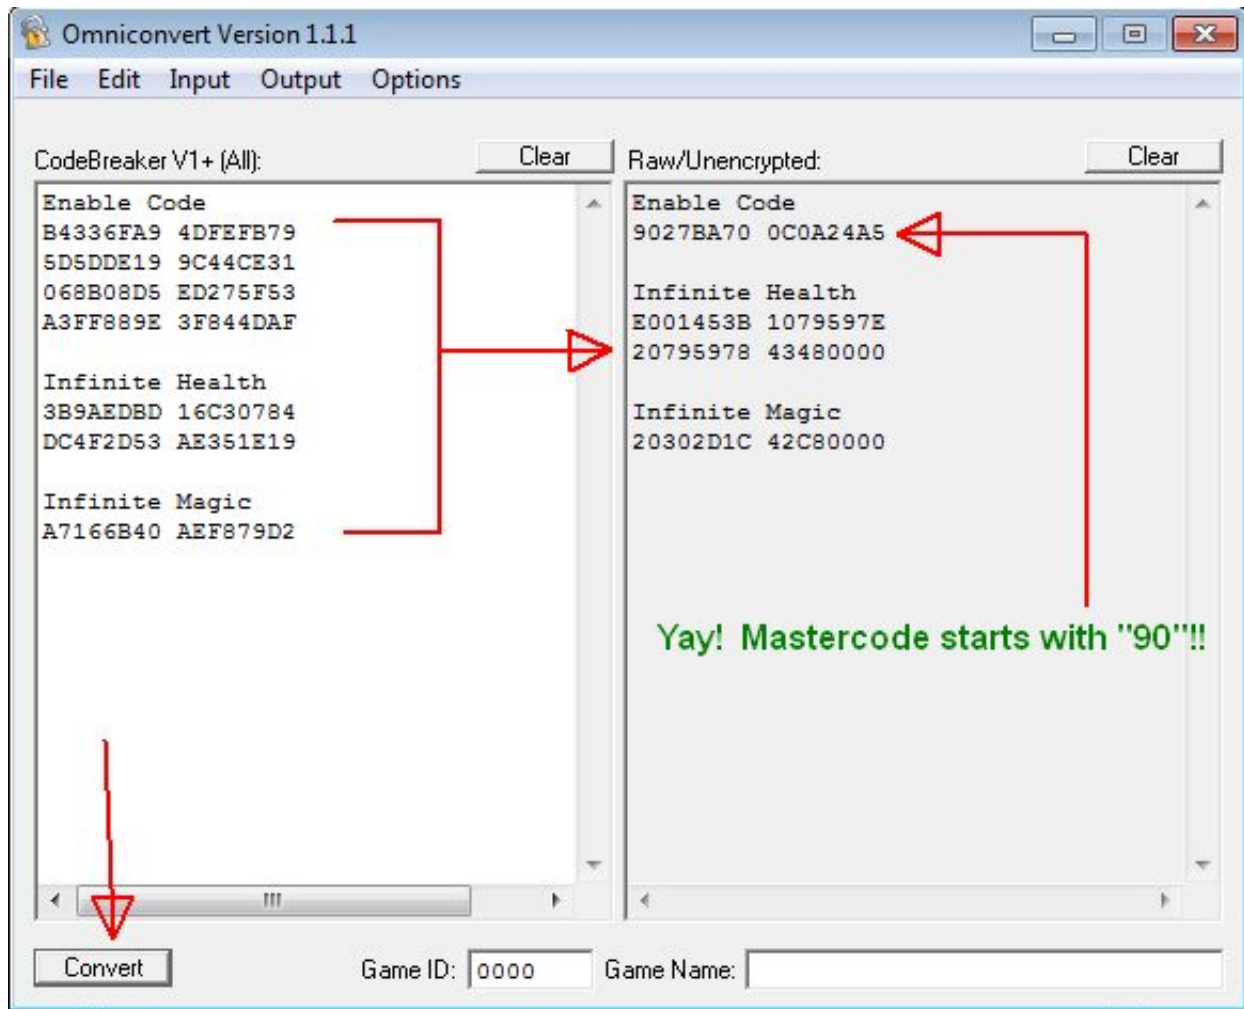 Omniconvert Version 1.1.1
File Edit Input Output Options
CodeBreaker V1+ (All):
Clear
Enable Code
B4336FA9 4DFEFB79
5D5DDE19 9C44CE31
068B08D5 ED275F53
A3FF889E 3F844DAF
Infinite Health
3B9AEDBD 16C30784
DC4F2D53 AE351E19
Infinite Magic
A7166B40 AEF879D2
Raw/Unencrypted:
Clear
Enable Code
9027BA70 0C0A24A5
Infinite Health
E001453B 1079597E
20795978 43480000
Infinite Magic
20302D1C 42C80000
Yay! Mastercode starts with "90"!!
Convert
Game ID: 0000
Game Name: